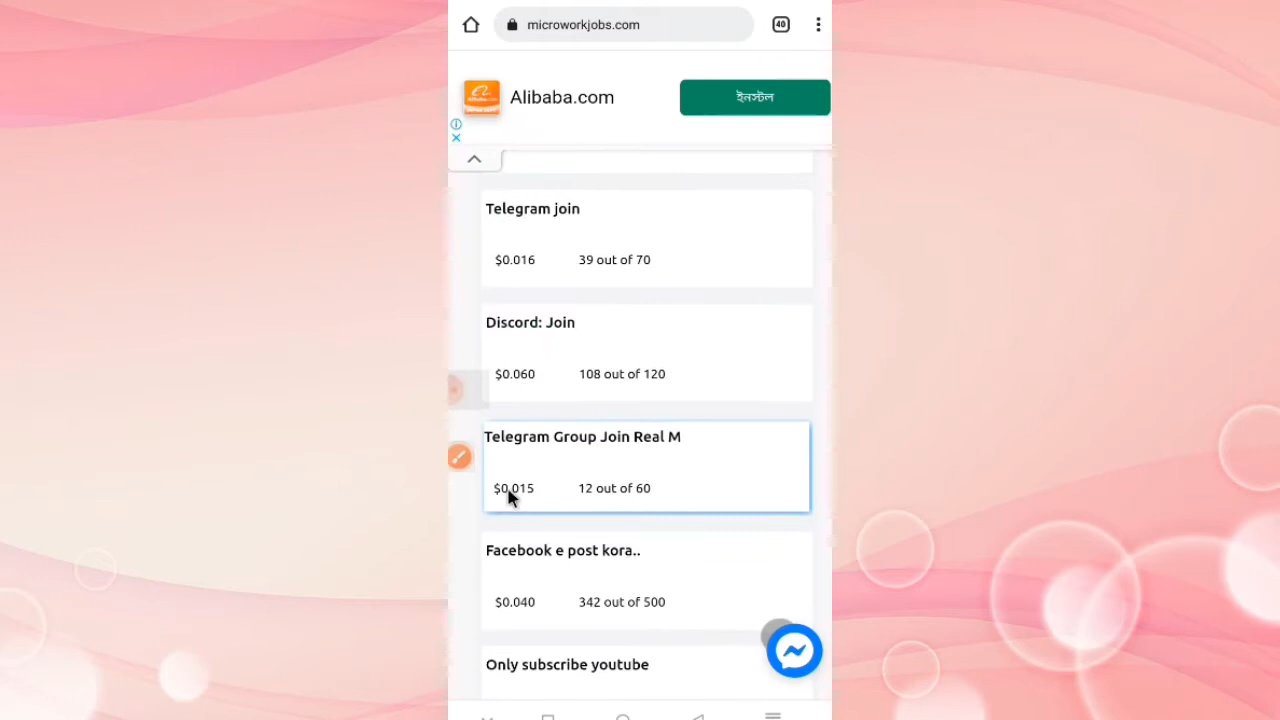 microworkjobs.com
40
Alibaba.com
ইনস্টল
Telegram join
$0.016 39 out of 70
Discord: Join
$0.060 108 out of 120
Telegram Group Join Real M
$0.015 12 out of 60
Facebook e post kora..
$0.040 342 out of 500
Only subscribe youtube